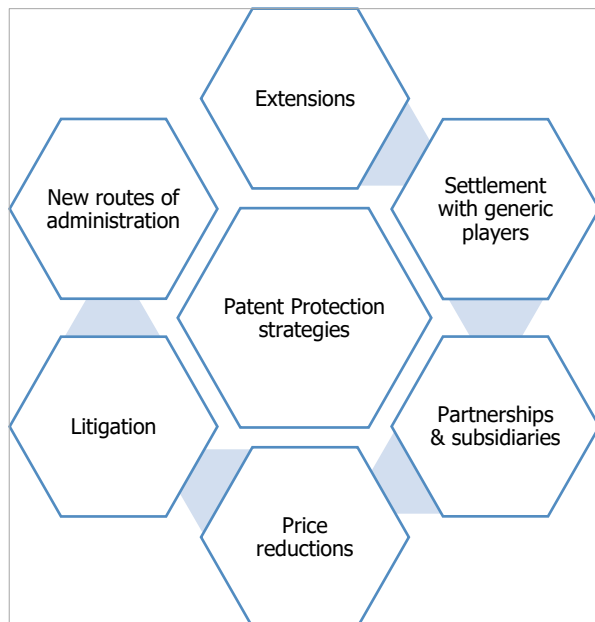 Extensions
New routes of
administration
Settlement
with generic
players
Patent Protection
strategies
Litigation
Partnerships
& subsidiaries
Price
reductions